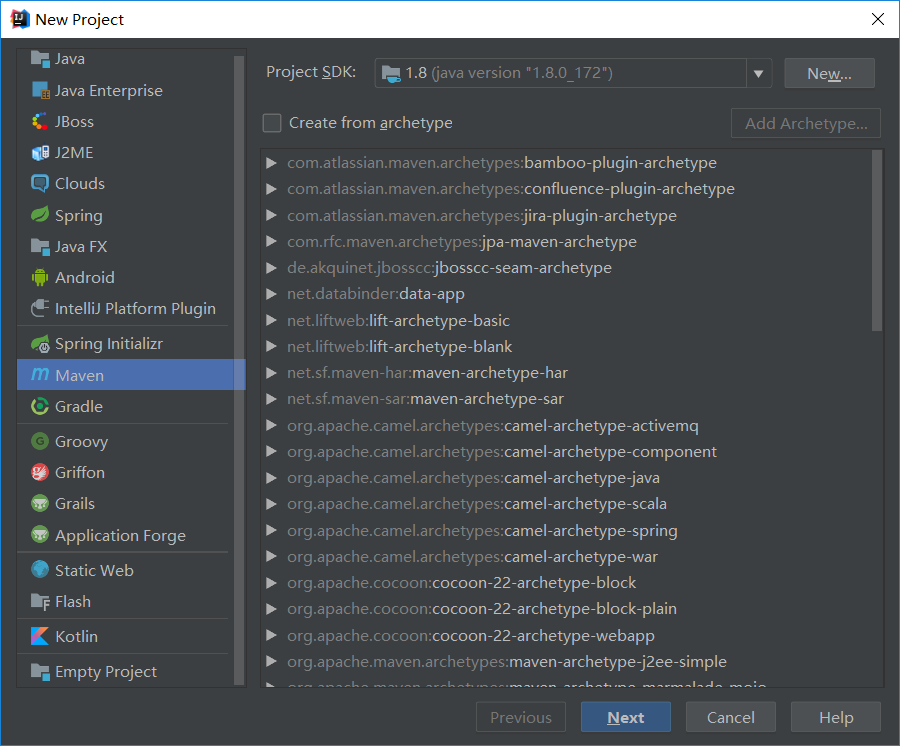 New Project
Java
Java Enterprise
JBoss
J2ME
Clouds
Spring
Java FX
Android
IntelliJ Platform Plugin
Spring Initializr
Maven
Gradle
Groovy
Griffon
Grails
Application Forge
Static Web
Flash
Kotlin
Empty Project
Project SDK: 1.8 (java version "1.8.0_172") New...
Create from archetype Add Archetype...
com.atlassian.maven.archetypes:bamboo-plugin-archetype
com.atlassian.maven.archetypes:confluence-plugin-archetype
com.atlassian.maven.archetypes:jira-plugin-archetype
com.rfc.maven.archetypes:jpa-maven-archetype
de.akquinet.jbosscc:jbosscc-seam-archetype
net.databinder:data-app
net.liftweb:lift-archetype-basic
net.liftweb:lift-archetype-blank
net.sf.maven-har:maven-archetype-har
net.sf.maven-sar:maven-archetype-sar
org.apache.camel.archetypes:camel-archetype-activemq
org.apache.camel.archetypes:camel-archetype-component
org.apache.camel.archetypes:camel-archetype-java
org.apache.camel.archetypes:camel-archetype-scala
org.apache.camel.archetypes:camel-archetype-spring
org.apache.camel.archetypes:camel-archetype-war
org.apache.cocoon:cocoon-22-archetype-block
org.apache.cocoon:cocoon-22-archetype-block-plain
org.apache.cocoon:cocoon-22-archetype-webapp
org.apache.maven.archetypes:maven-archetype-j2ee-simple
org.apache.maven.archetypes:maven-archetype-marmalade-mojo
Previous Next Cancel Help